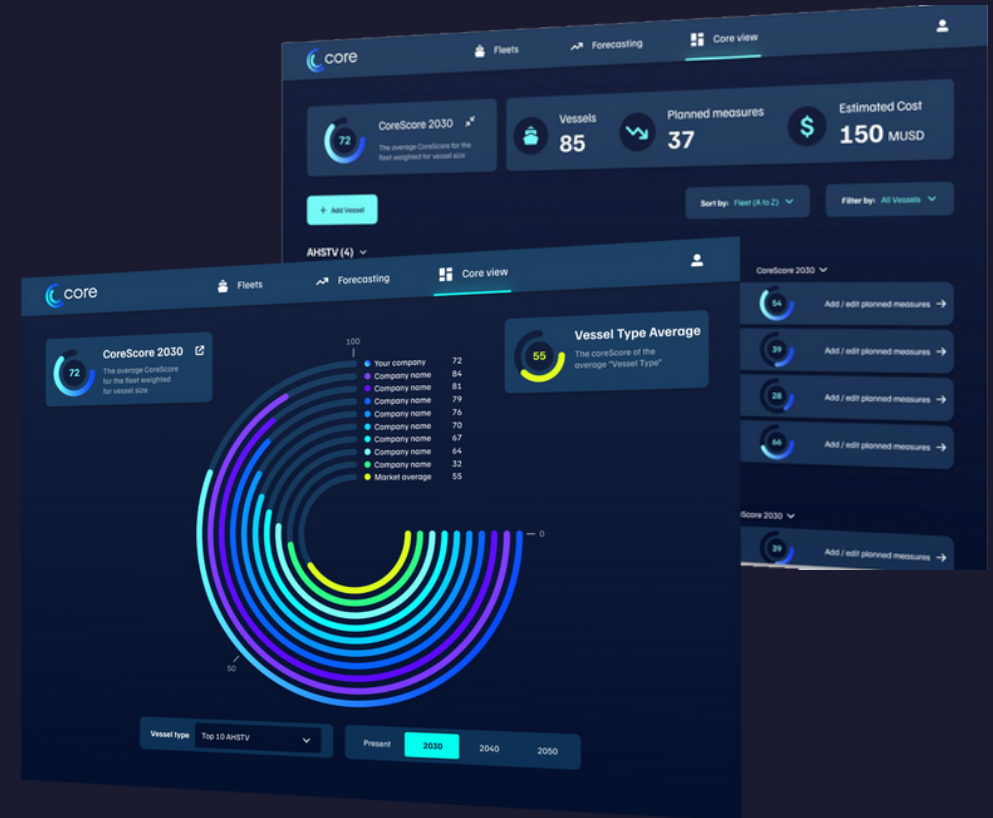 core
Fleets
Forecasting
Core view
72
CoreScore 2030
The average CoreScore for the
fleet weighted for vessel size
Vessels
85
Planned measures
37
$
Estimated Cost
150 MUSD
+ Add Vessel
Sort by: Fleet (A to Z)
Filter by: All Vessels
AHSTV (4)
CoreScore 2030
54
Add / edit planned measures
39
Add / edit planned measures
28
Add / edit planned measures
66
Add / edit planned measures
Score 2030
39
Add / edit planned measures
core
Fleets
Forecasting
Core view
72
CoreScore 2030
The average CoreScore
for the fleet weighted
for vessel size
55
Vessel Type Average
The coreScore of the
average "Vessel Type"
100
Your company 72
Company name 84
Company name 81
Company name 79
Company name 76
Company name 70
Company name 67
Company name 64
Company name 32
Market average 55
0
50
Vessel type
Top 10 AHSTV
Present
2030
2040
2050